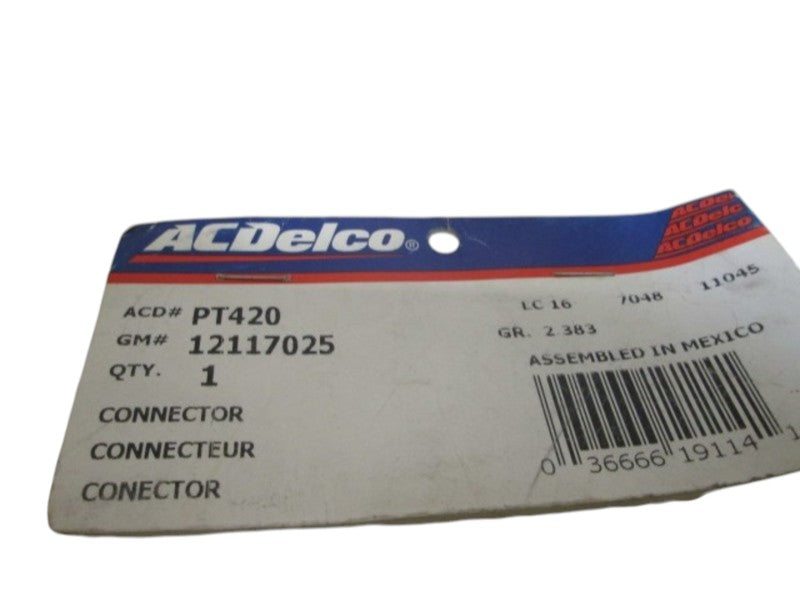 ACDelco®
ACDelco
ACDelco
ACDelco
ACD# PT420
GM# 12117025
QTY. 1
CONNECTOR
CONNECTEUR
CONECTOR
LC 16 7048 11045
GR. 2.383
ASSEMBLED IN MEXICO
0 36666 19114 1